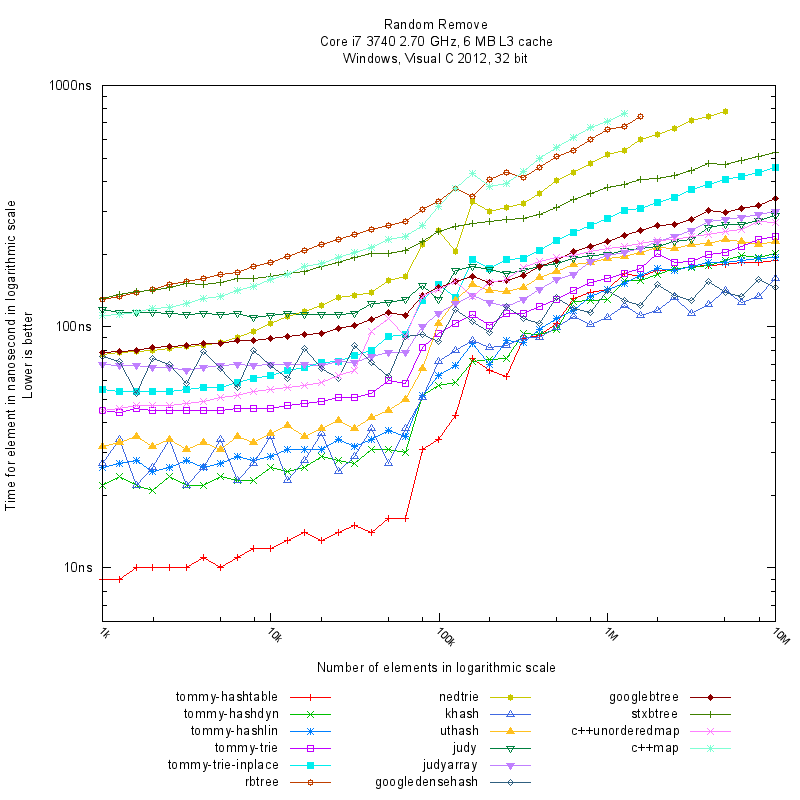 Random Remove
Core i7 3740 2.70 GHz, 6 MB L3 cache
Windows, Visual C 2012, 32 bit
1000ns
100ns
10ns
Time for element in nanosecond in logarithmic scale
Lower is better
1k
10k
100k
1M
10M
Number of elements in logarithmic scale
tommy-hashtable
tommy-hashdyn
tommy-hashlin
tommy-trie
tommy-trie-inplace
rbtree
nedtrie
khash
uthash
judy
judyarray
googledensehash
googlebtree
stxbtree
c++unorderedmap
c++map